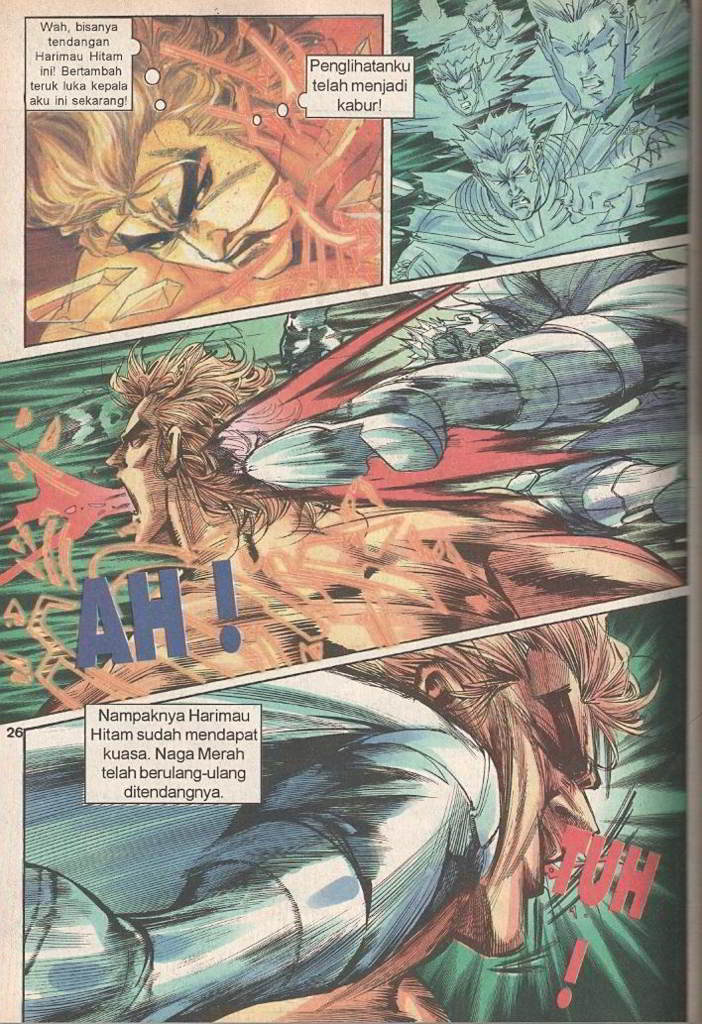 Wah, bisanya
tendangan
Harimau Hitam
ini! Bertambah
teruk luka kepala
aku ini sekarang!
Penglihatanku
telah menjadi
kabur!
AH!
26
Nampaknya Harimau
Hitam sudah mendapat
kuasa. Naga Merah
telah berulang-ulang
ditendangnya.
TUH
!